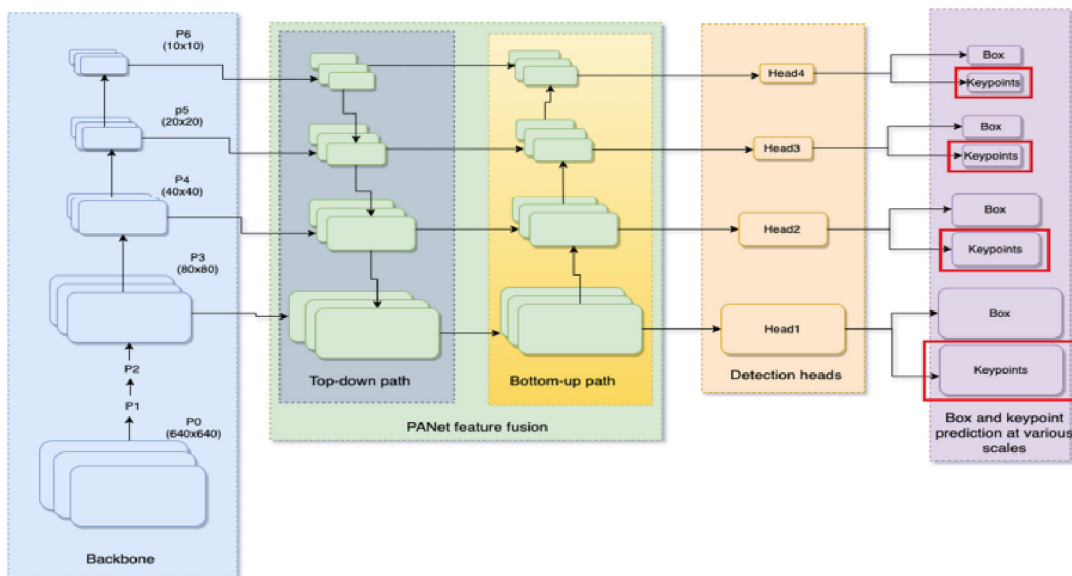 P6
(10x10)
p5
(20x20)
P4
(40x40)
P3
(80x80)
P2
P1
P0
(640x640)
Backbone
Top-down path
Bottom-up path
PANet feature fusion
Head4
Head3
Head2
Head1
Detection heads
Box
Keypoints
Box
Keypoints
Box
Keypoints
Box
Keypoints
Box and keypoint
prediction at various
scales